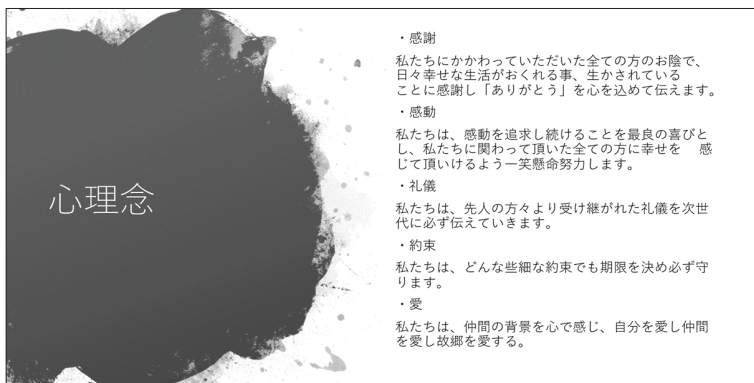 心理念
・感謝
私たちにかかわっていただいた全ての方のお陰で、
日々幸せな生活がおくれる事、生かされている
ことに感謝し「ありがとう」を心を込めて伝えます。
・感動
私たちは、感動を追求し続けることを最良の喜びと
し、私たちに関わって頂いた全ての方に幸せを　感
じて頂いけるよう一笑懸命努力します。
・礼儀
私たちは、先人の方々より受け継がれた礼儀を次世
代に必ず伝えていきます。
・約束
私たちは、どんな些細な約束でも期限を決め必ず守
ります。
・愛
私たちは、仲間の背景を心で感じ、自分を愛し仲間
を愛し故郷を愛する。